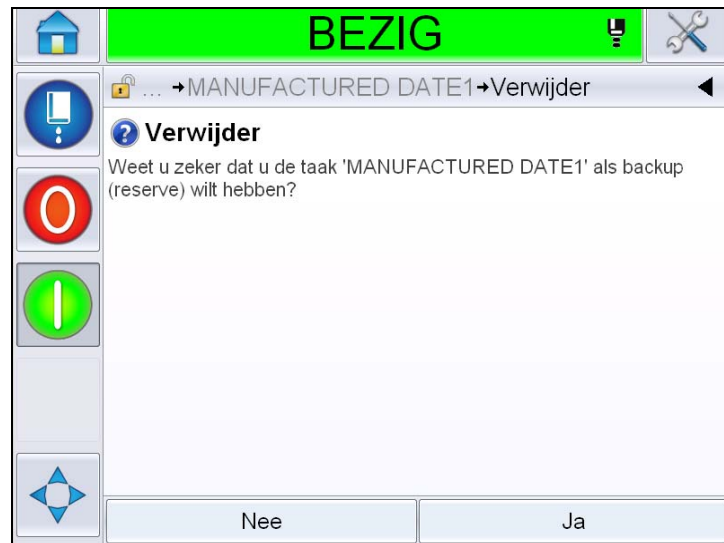 BEZIG
... →MANUFACTURED DATE1→Verwijder
Verwijder
Weet u zeker dat u de taak 'MANUFACTURED DATE1' als backup
(reserve) wilt hebben?
Nee
Ja